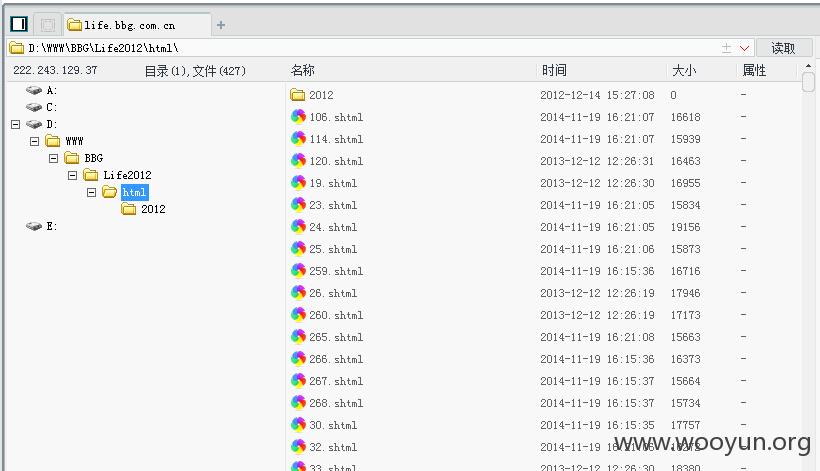 life.bbg.com.cn
D:\WWW\BBG\Life2012\html\ 读取
222.243.129.37 目录(1),文件(427) 名称 时间 大小 属性
A:
C:
D:
WWW
BBG
Life2012
html
2012
E:
2012 2012-12-14 15:27:08 0 -
106.shtml 2014-11-19 16:21:07 16618 -
114.shtml 2014-11-19 16:21:07 15939 -
120.shtml 2013-12-12 12:26:31 16463 -
19.shtml 2013-12-12 12:26:30 16955 -
23.shtml 2014-11-19 16:21:05 15834 -
24.shtml 2014-11-19 16:21:05 19156 -
25.shtml 2014-11-19 16:21:06 15873 -
259.shtml 2014-11-19 16:15:36 16716 -
26.shtml 2013-12-12 12:26:19 17946 -
260.shtml 2013-12-12 12:26:19 17173 -
265.shtml 2014-11-19 16:21:08 15663 -
266.shtml 2014-11-19 16:15:36 16373 -
267.shtml 2014-11-19 16:15:37 15664 -
268.shtml 2014-11-19 16:15:37 15734 -
30.shtml 2014-11-19 16:15:35 17757 -
32.shtml 2014-11-19
33.shtml 2013-12-12 12:26:19 18380 -
www.wooyun.org